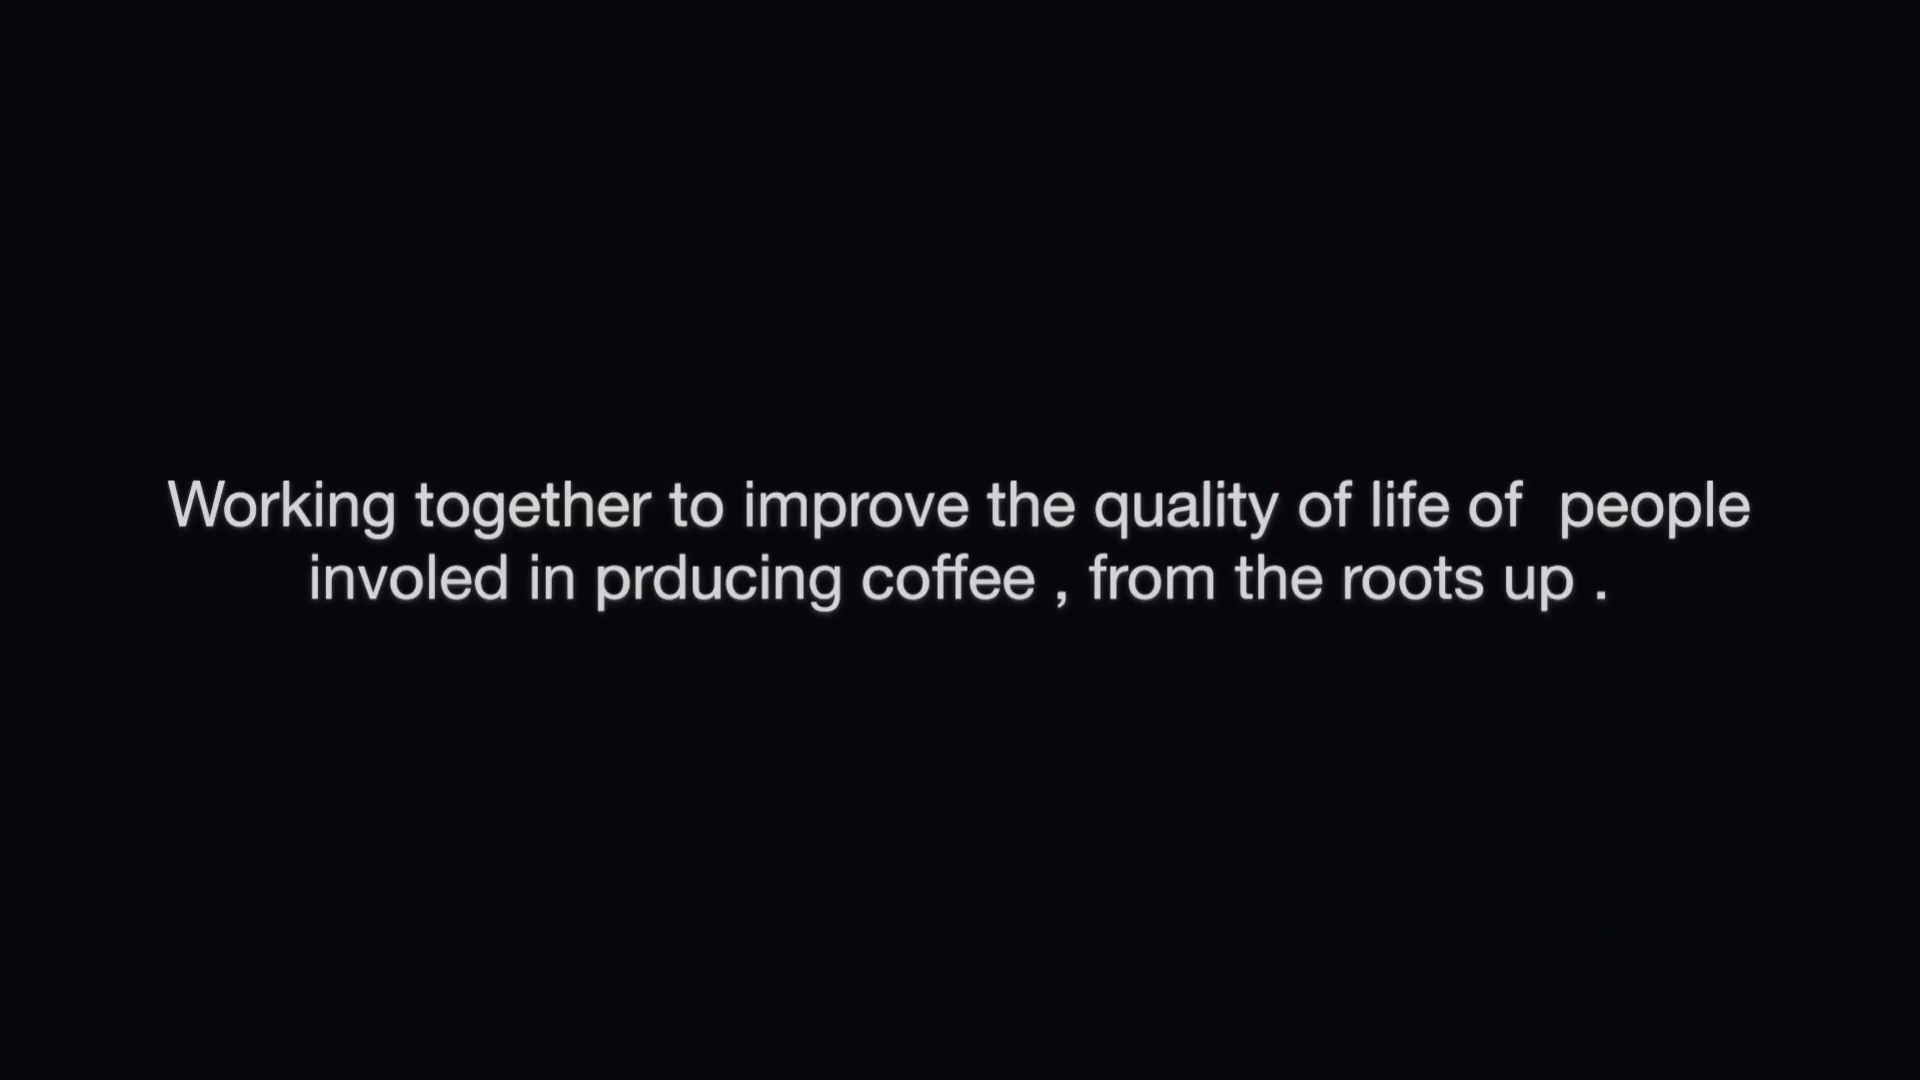 Working together to improve the quality of life of  people
involed in prducing coffee , from the roots up .